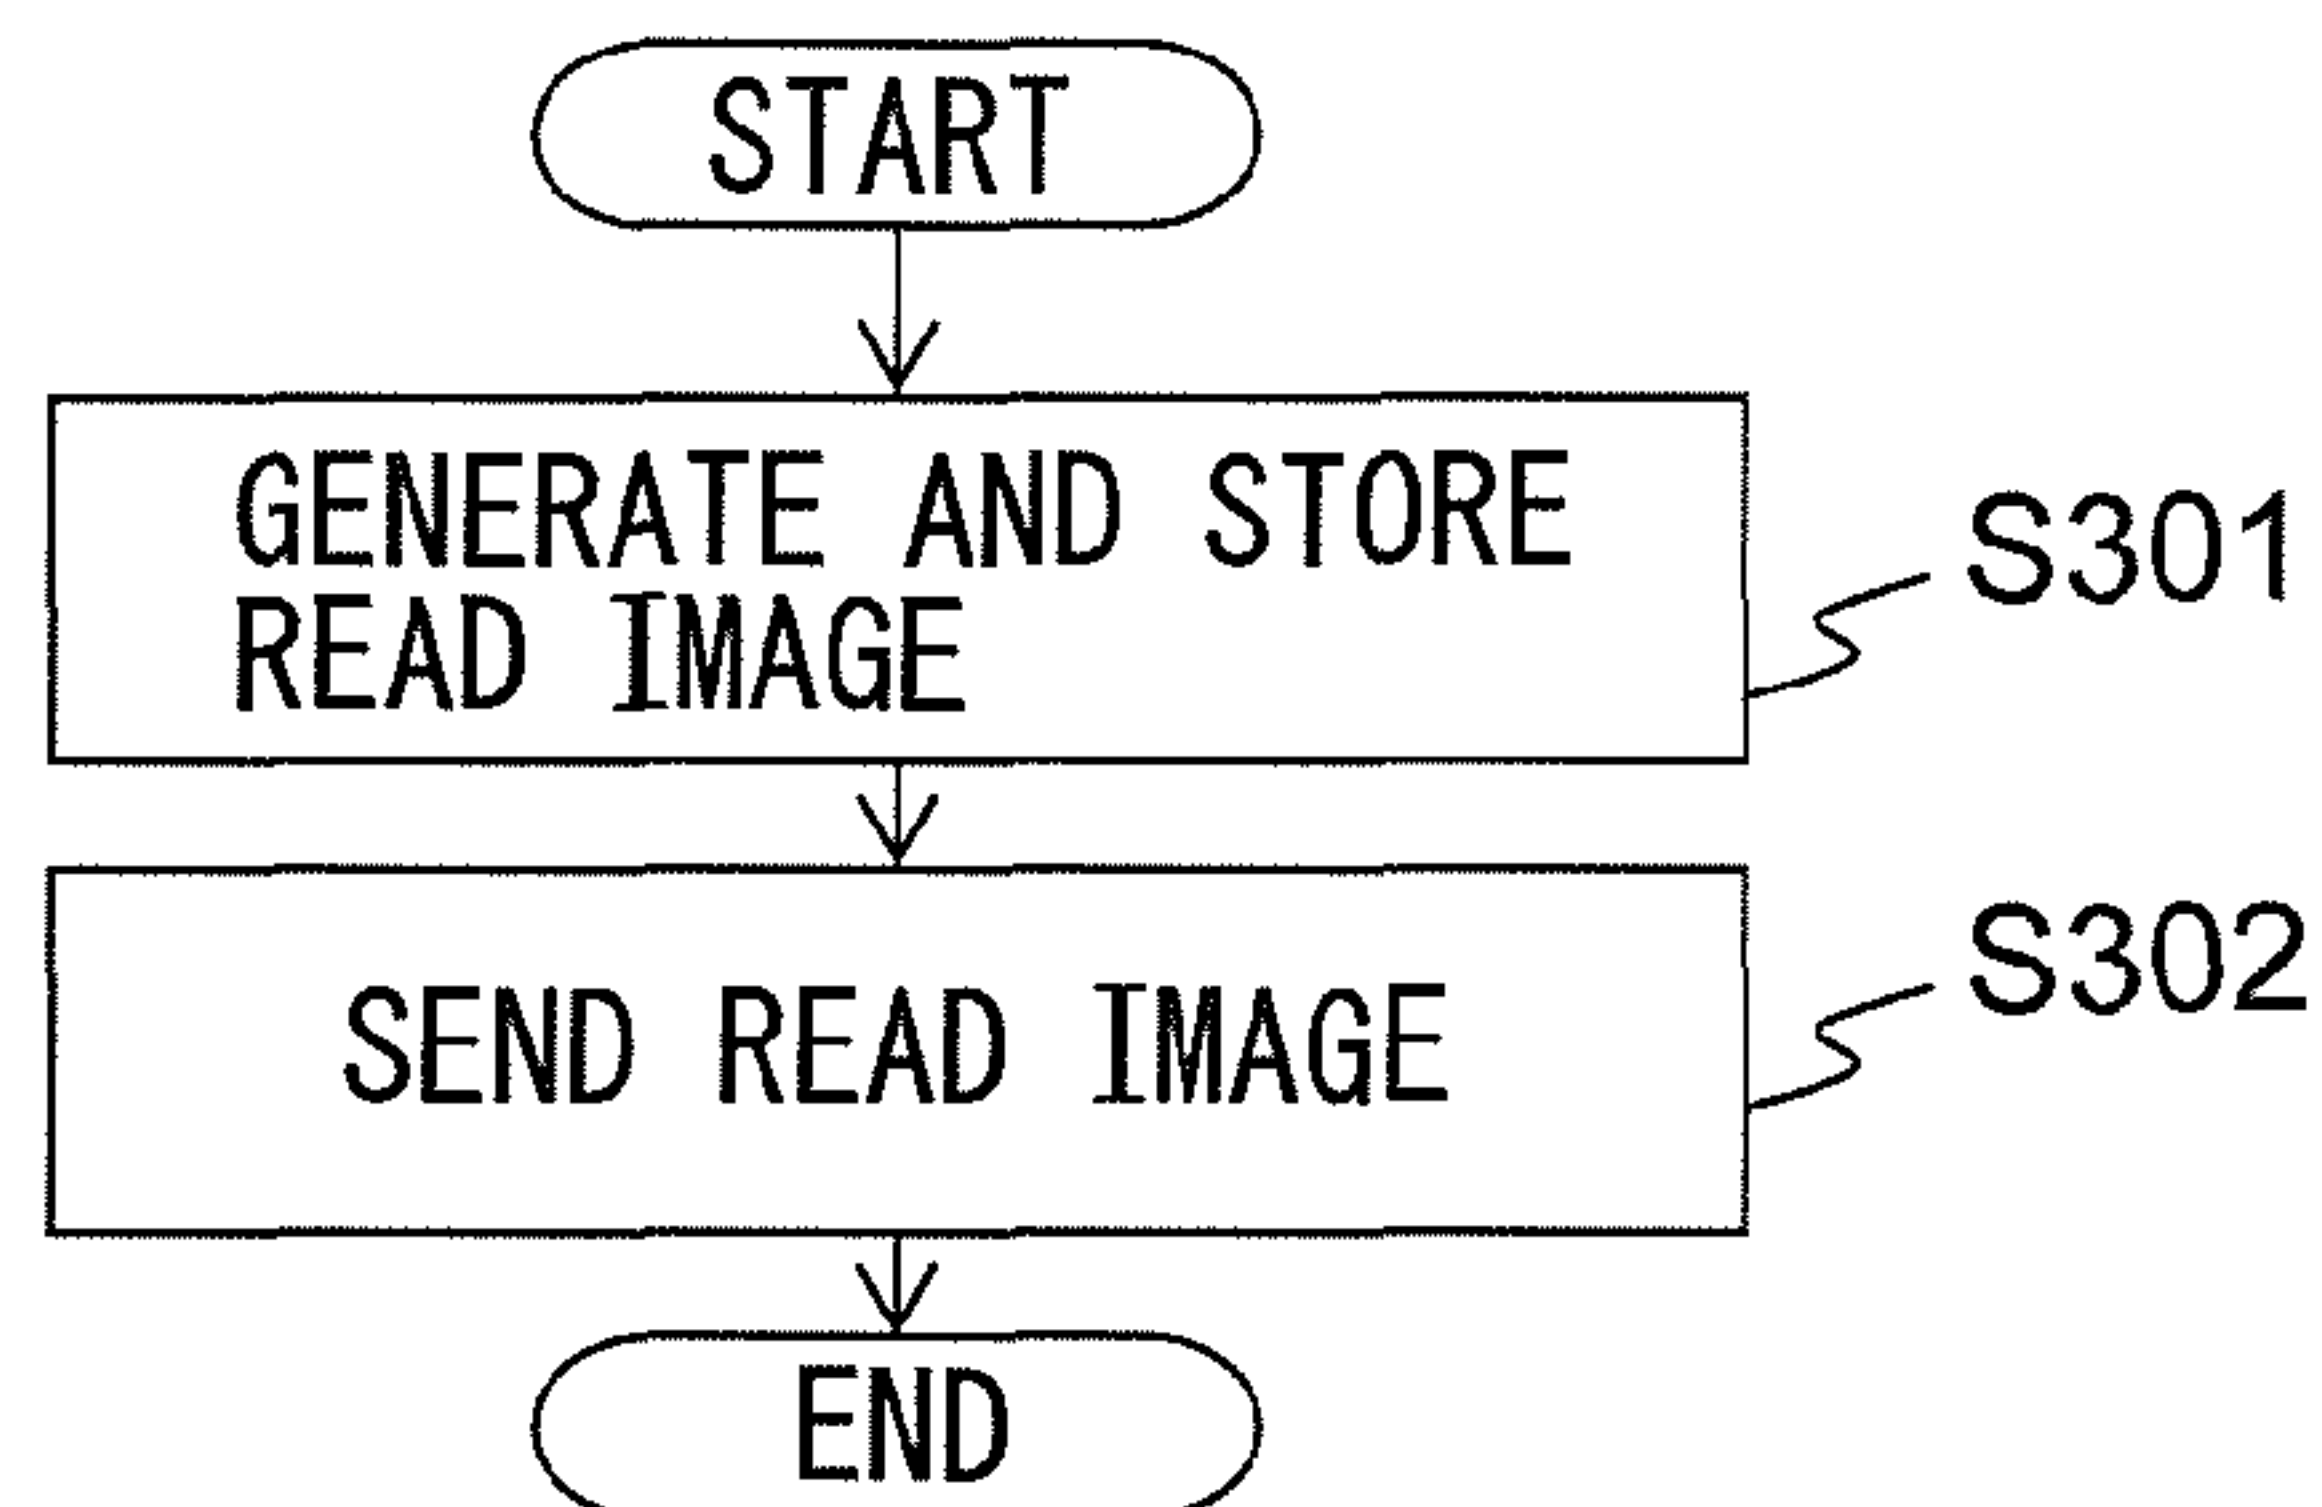 START
GENERATE AND STORE
READ IMAGE
S301
SEND READ IMAGE
S302
END